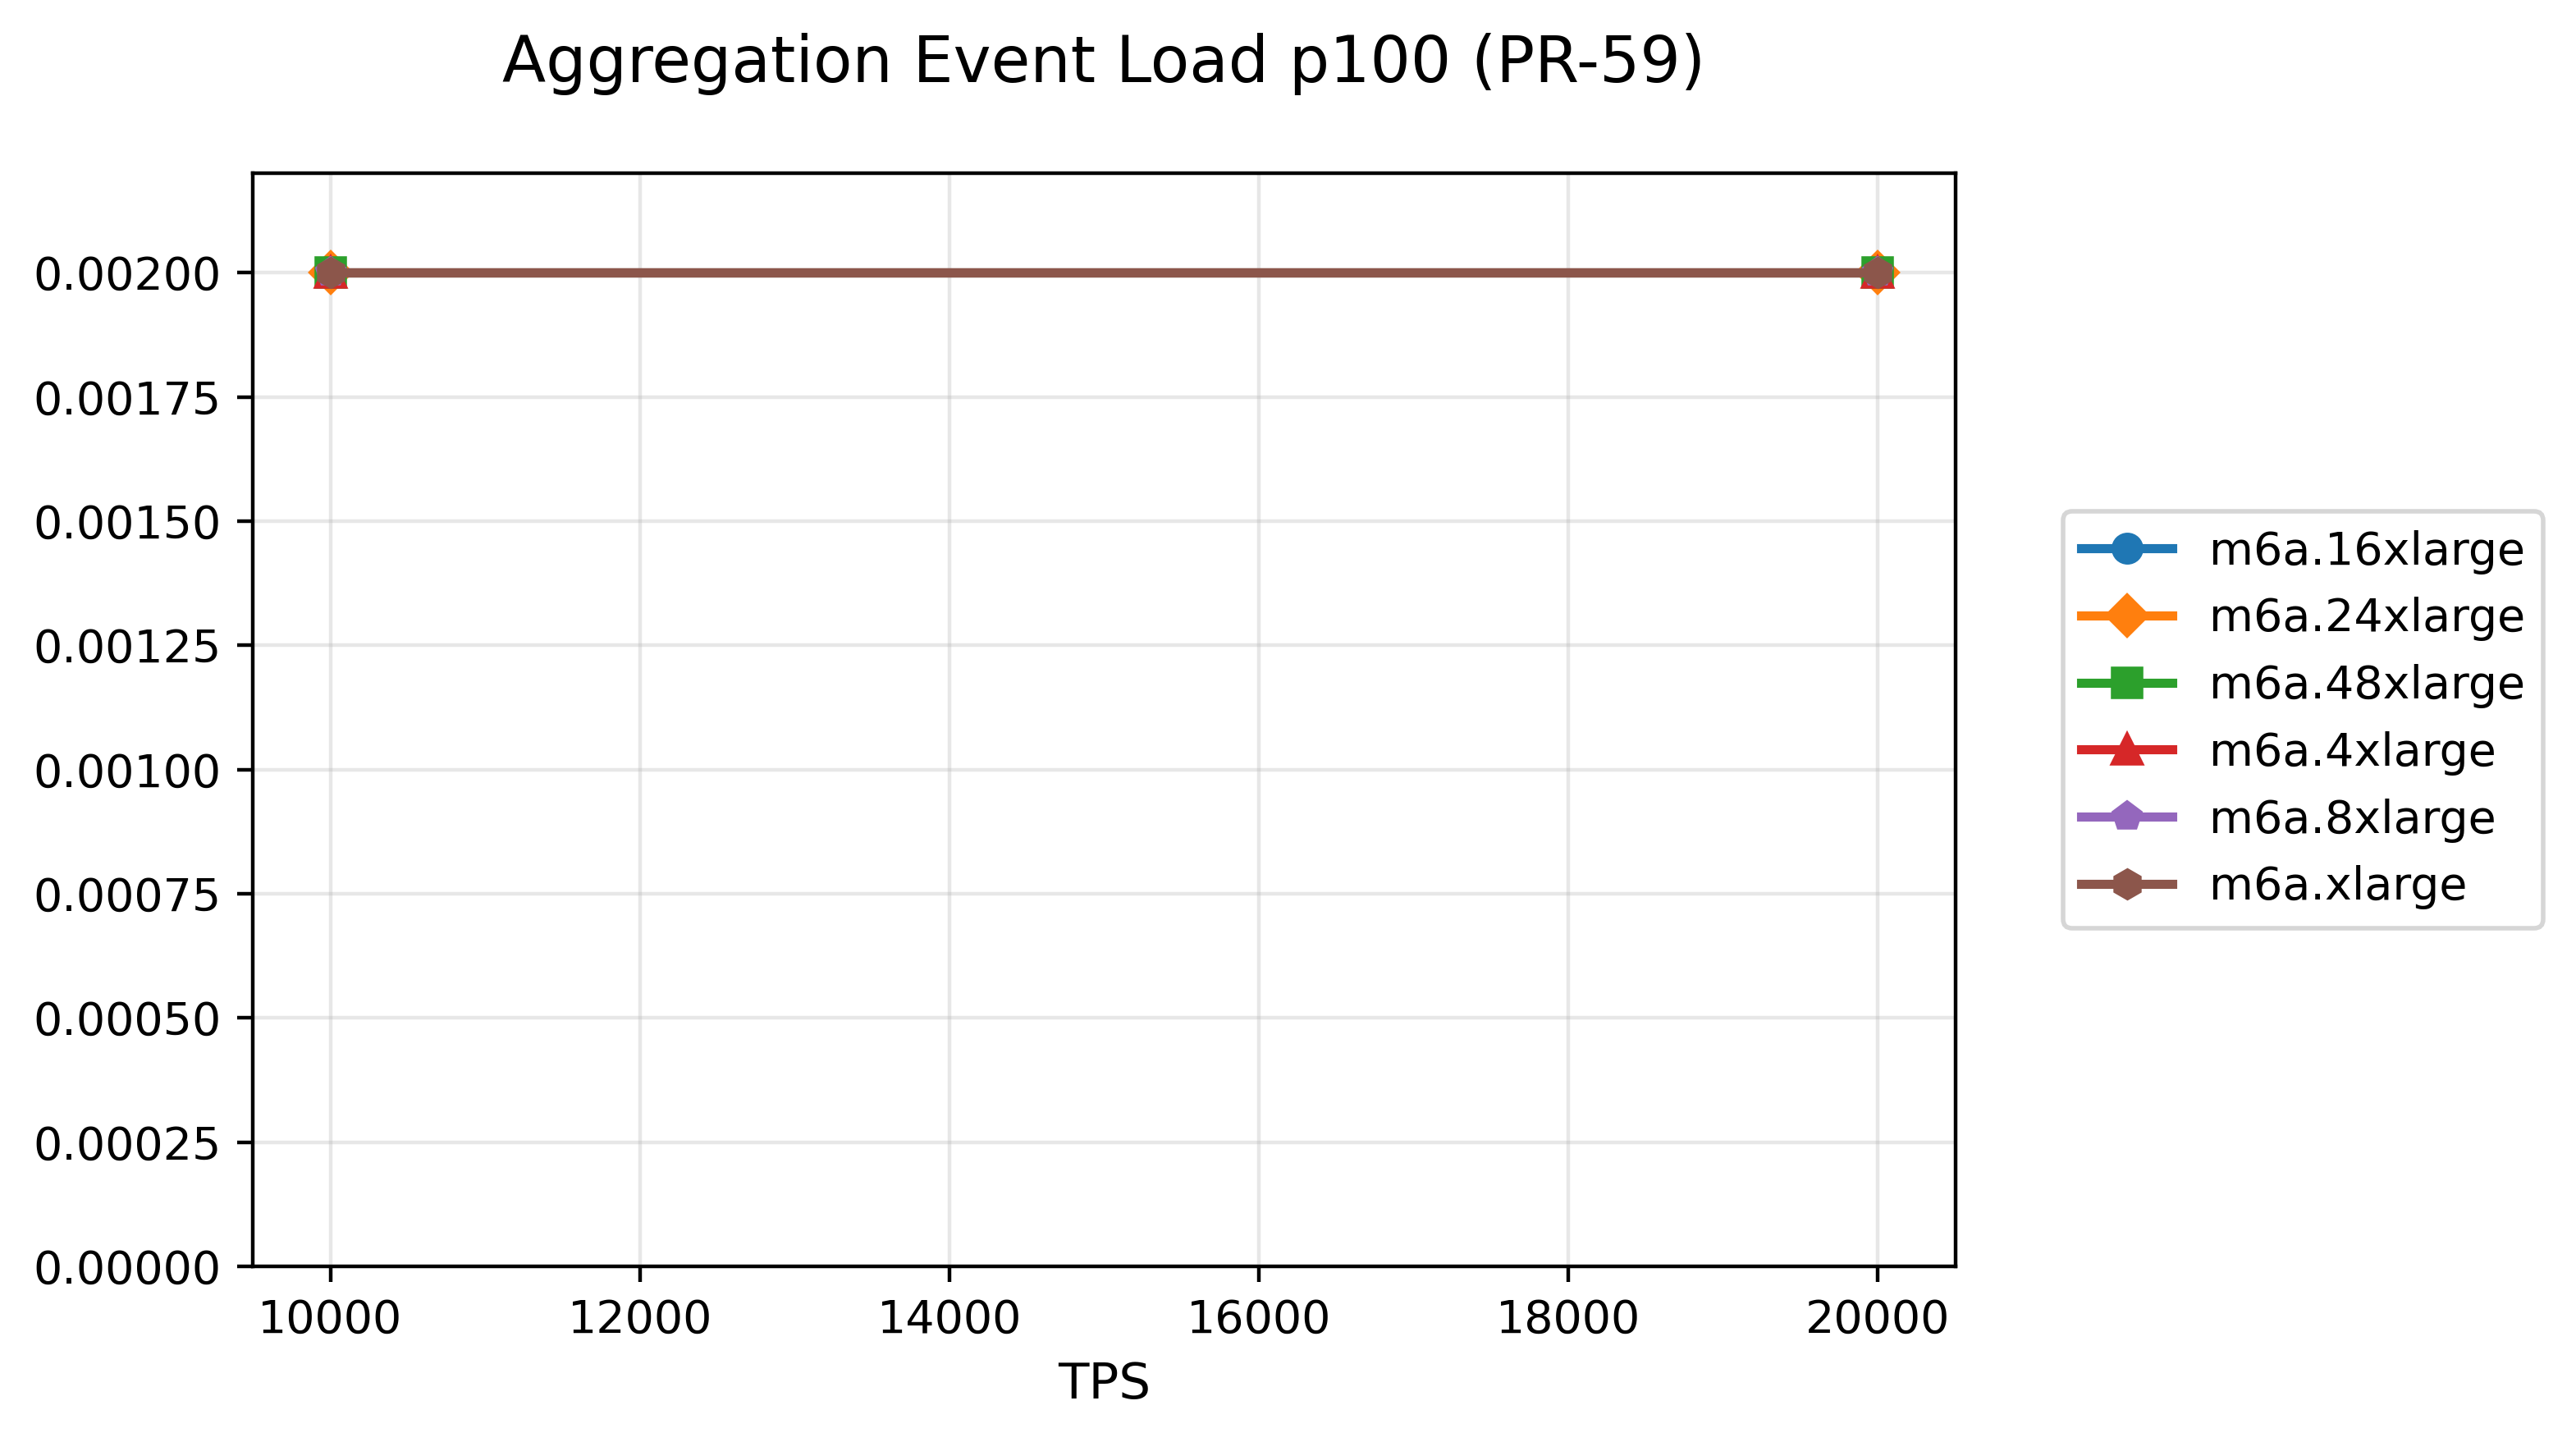 Aggregation Event Load p100 (PR-59)
0.00200
0.00175
0.00150
0.00125
0.00100
0.00075
0.00050
0.00025
0.00000
10000 12000 14000 16000 18000 20000
TPS
m6a.16xlarge
m6a.24xlarge
m6a.48xlarge
m6a.4xlarge
m6a.8xlarge
m6a.xlarge